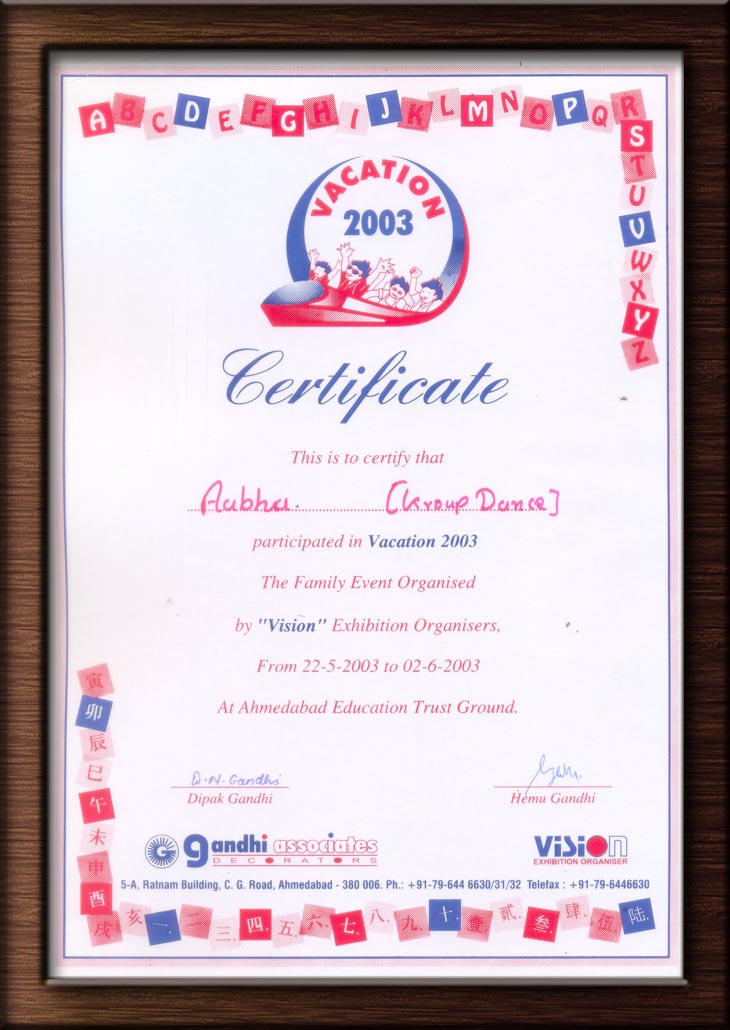 A B C D E F G H I J K L M N O P Q R
S
T
U
V
W
X
Y
Z
VACATION
2003
Certificate
This is to certify that
Aabha. [Group Dance]
participated in Vacation 2003
The Family Event Organised
by "Vision" Exhibition Organisers,
From 22-5-2003 to 02-6-2003
At Ahmedabad Education Trust Ground.
D.N. Gandhi
Dipak Gandhi
Hemu
Hemu Gandhi
gandhi associates
DECORATORS
VISION
EXHIBITION ORGANISER
5-A, Ratnam Building, C. G. Road, Ahmedabad - 380 006. Ph.: +91-79-644 6630/31/32 Telefax : +91-79-6446630
寅
卯
辰
巳
午
未
申
酉
戌 亥 一. 二. 三. 四. 五. 六. 七. 八. 九. 十. 壹. 貳. 叁. 肆. 伍. 陆.